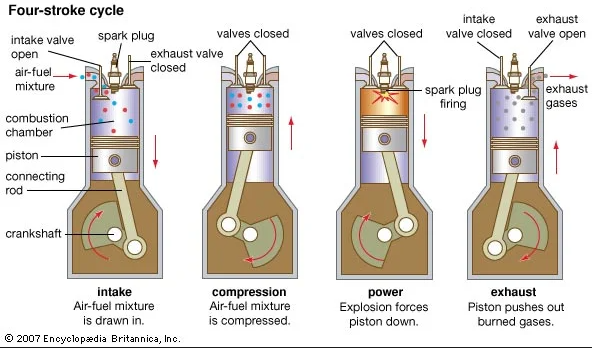 Four-stroke cycle
intake valve
open
spark plug
exhaust valve
closed
air-fuel
mixture
combustion
chamber
piston
connecting
rod
crankshaft
intake
Air-fuel mixture
is drawn in.
valves closed
compression
Air-fuel mixture
is compressed.
valves closed
spark plug
firing
power
Explosion forces
piston down.
intake
valve closed
exhaust
valve open
exhaust
gases
exhaust
Piston pushes out
burned gases.
© 2007 Encyclopædia Britannica, Inc.